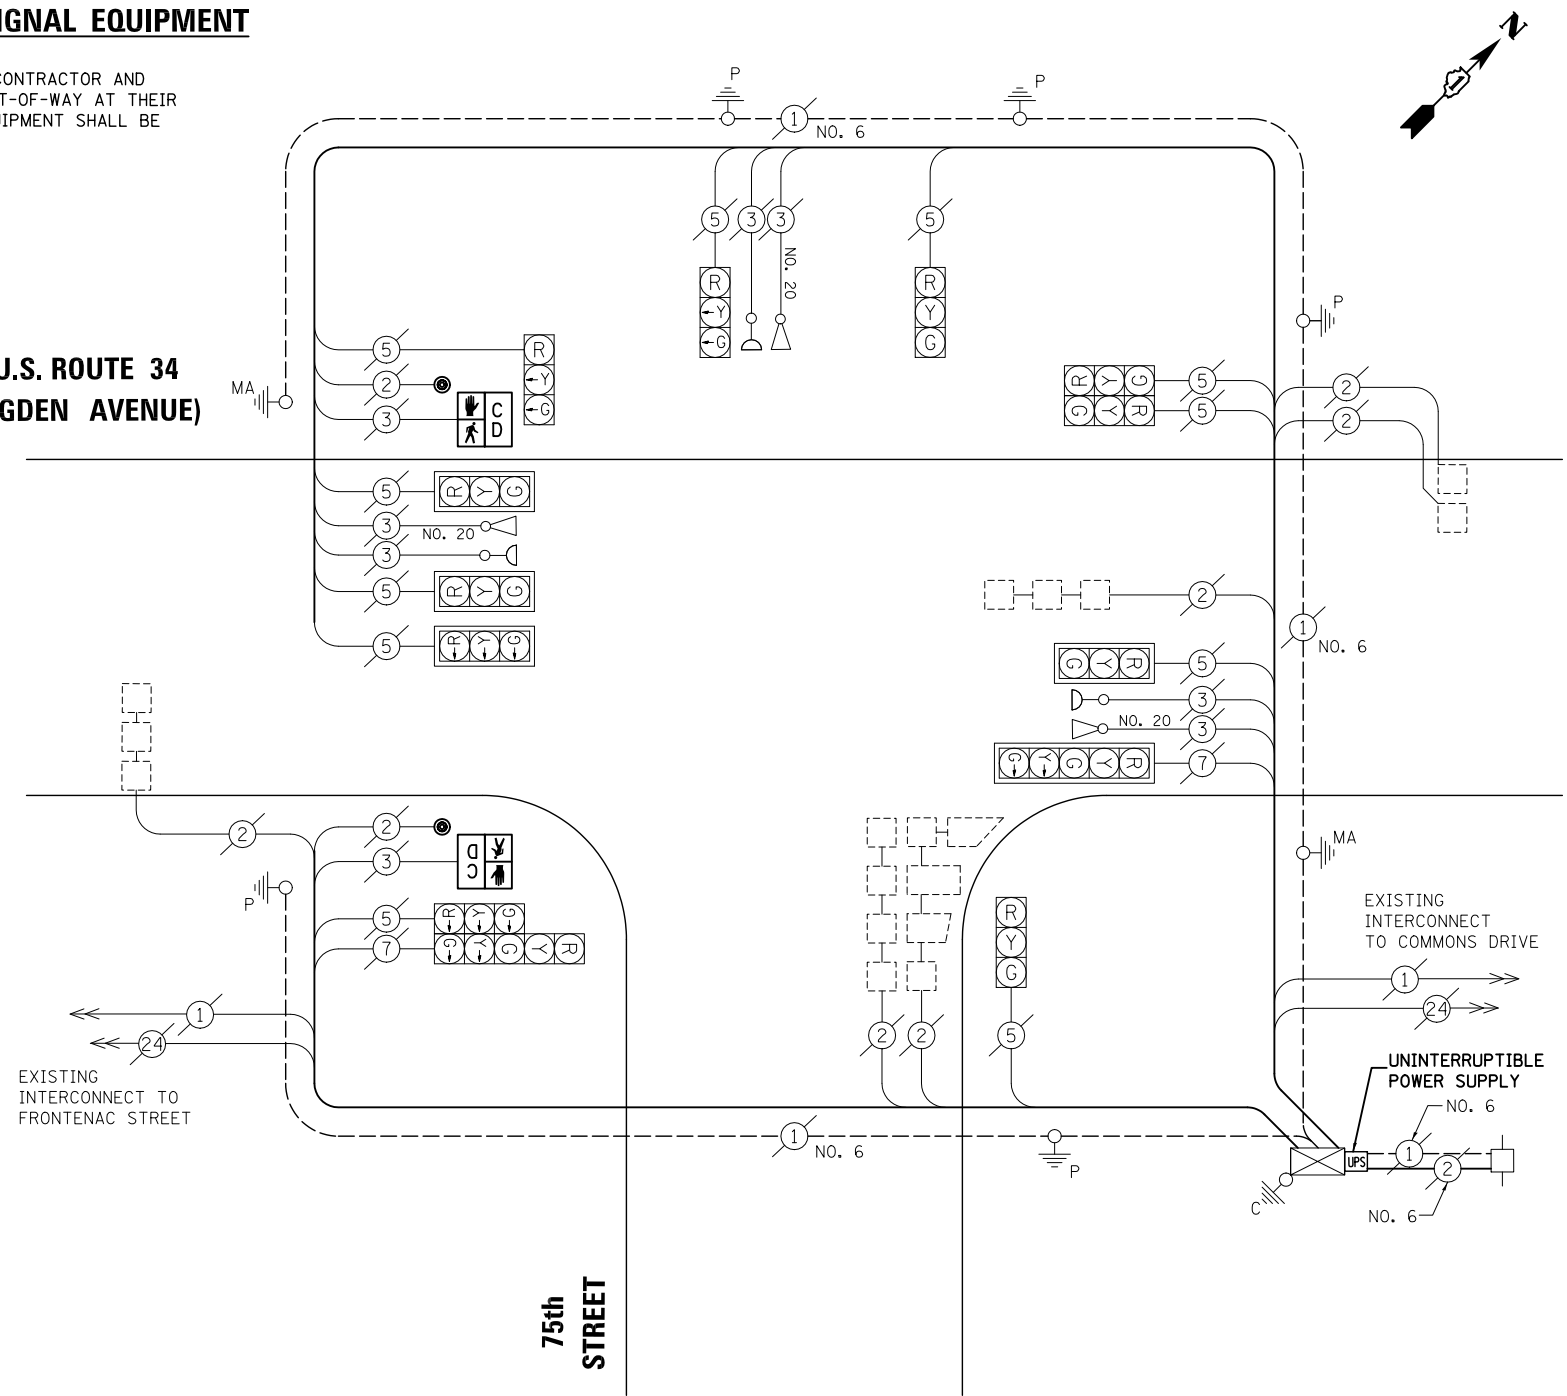 IGNAL EQUIPMENT
CONTRACTOR AND
T-OF-WAY AT THEIR
UIPMENT SHALL BE
N
P
P
1
NO. 6
5
3
3
5
NO. 20
R
Y
G
R
Y
G
P
U.S. ROUTE 34
GDEN AVENUE)
MA
5
R
Y
G
2
3
C
D
R Y G
5
G Y R
5
2
2
5
R Y G
3
NO. 20
3
5
R Y G
5
R Y G
2
1
NO. 6
G Y R
5
3
NO. 20
3
G Y G Y R
7
2
2
3
D
C
P
5
R Y G
7
G Y G Y R
MA
R
Y
G
2
2
5
EXISTING
INTERCONNECT
TO COMMONS DRIVE
1
24
1
24
EXISTING
INTERCONNECT TO
FRONTENAC STREET
UNINTERRUPTIBLE
POWER SUPPLY
NO. 6
1
NO. 6
P
UPS
1
2
C
NO. 6
75th
STREET